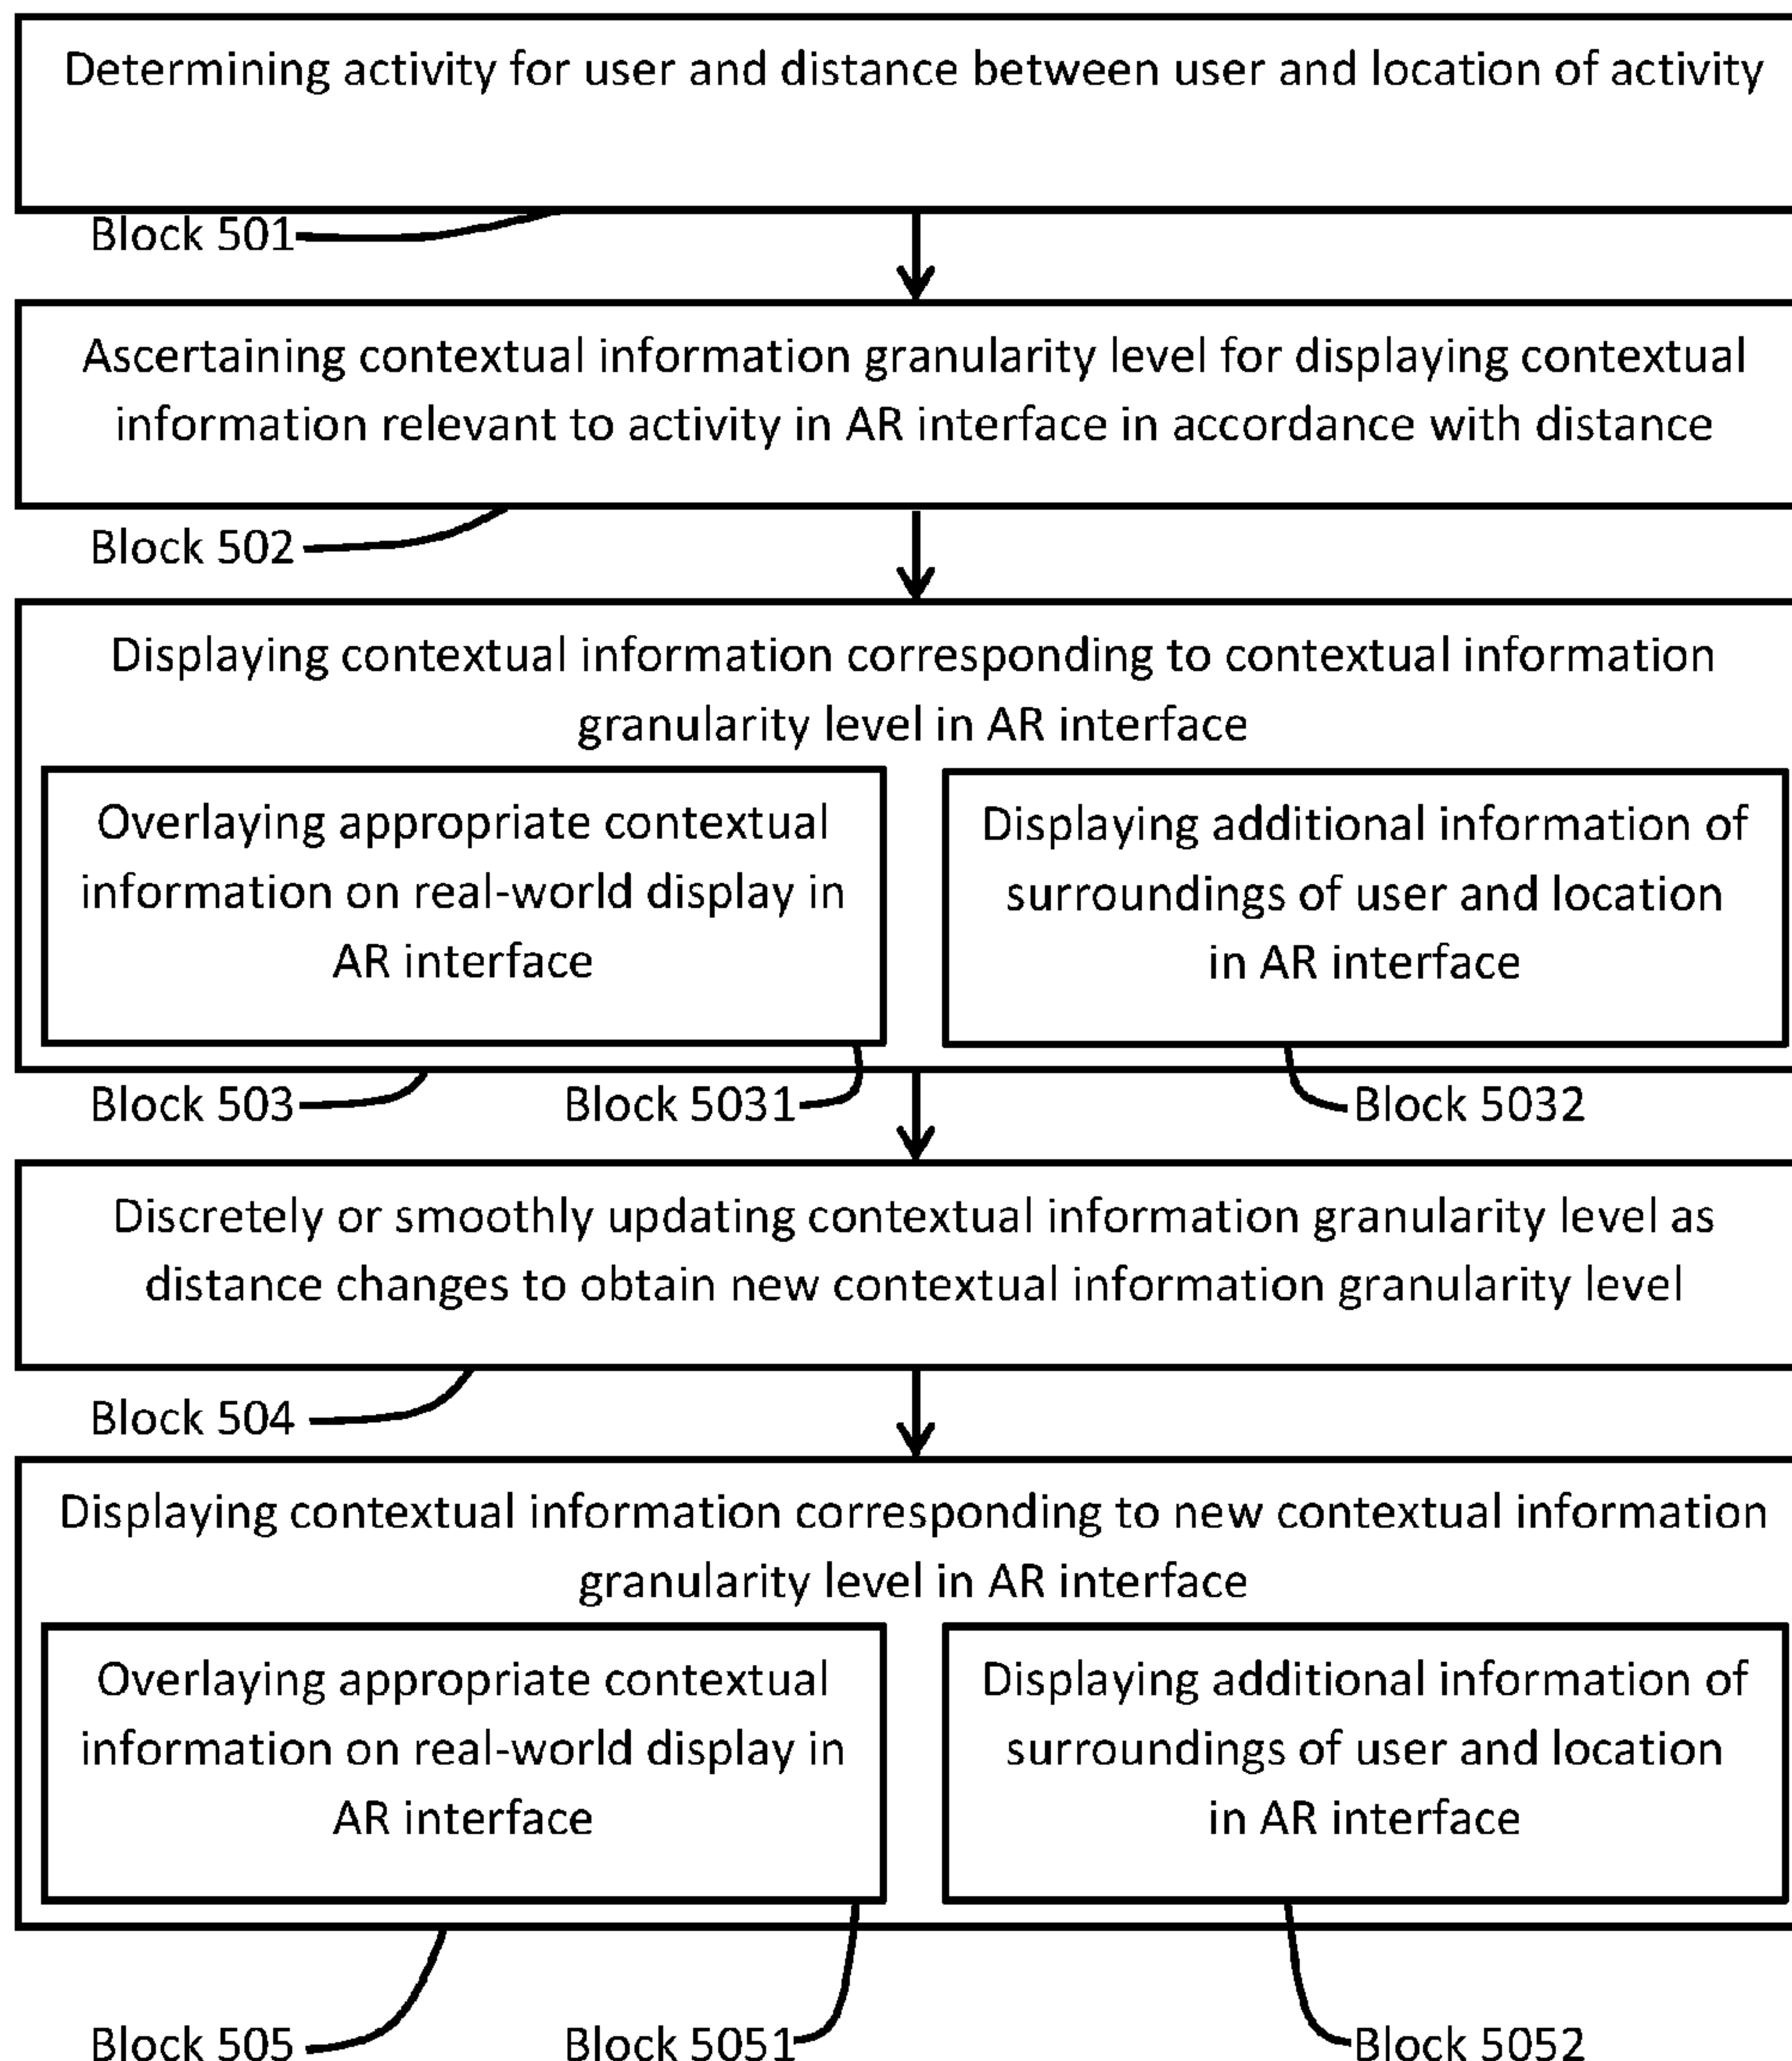 Determining activity for user and distance between user and location of activity
Block 501
Ascertaining contextual information granularity level for displaying contextual
information relevant to activity in AR interface in accordance with distance
Block 502
Displaying contextual information corresponding to contextual information
granularity level in AR interface
Overlaying appropriate contextual
information on real-world display in
AR interface
Displaying additional information of
surroundings of user and location
in AR interface
Block 503
Block 5031
Block 5032
Discretely or smoothly updating contextual information granularity level as
distance changes to obtain new contextual information granularity level
Block 504
Displaying contextual information corresponding to new contextual information
granularity level in AR interface
Overlaying appropriate contextual
information on real-world display in
AR interface
Displaying additional information of
surroundings of user and location
in AR interface
Block 505
Block 5051
Block 5052